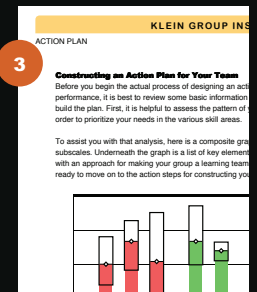 KLEIN GROUP INS
ACTION PLAN
3
Constructing an Action Plan for Your Team
Before you begin the actual process of designing an acti
performance, it is best to review some basic information
build the plan. First, it is helpful to assess the pattern of
order to prioritize your needs in the various skill areas.
To assist you with that analysis, here is a composite gra
subscales. Underneath the graph is a list of key element
with an approach for making your group a learning team
ready to move on to the action steps for constructing you